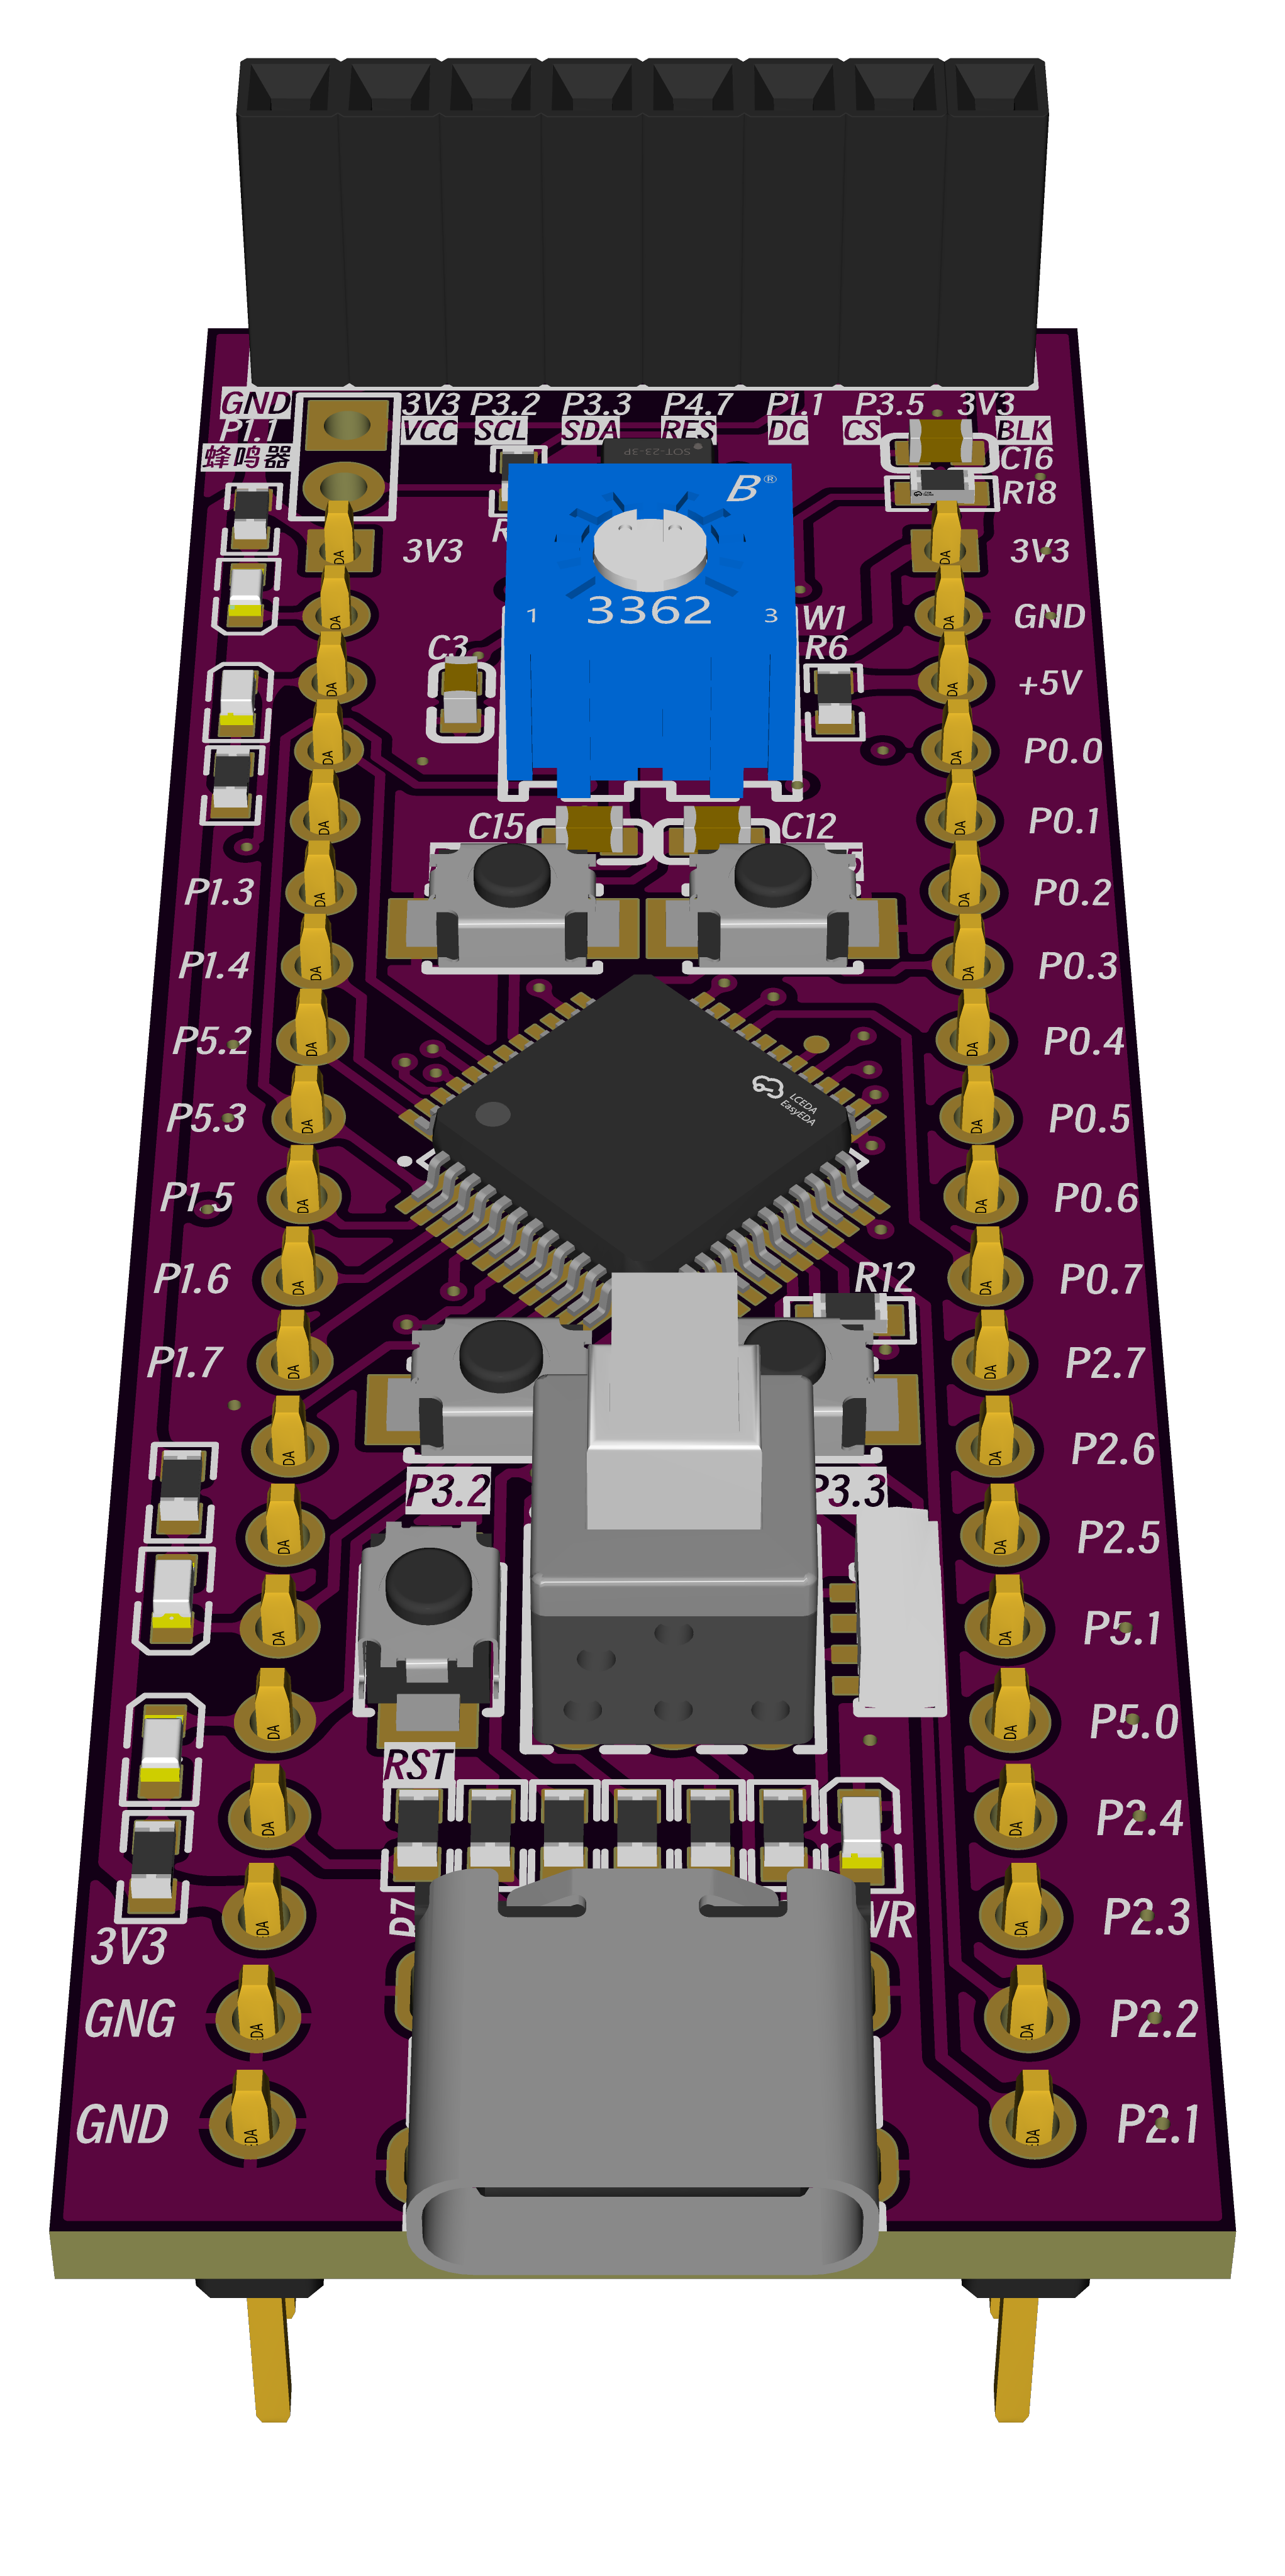 GND 3V3 P3.2 P3.3 P4.7 P1.1 P3.5 3V3
P1.1 VCC SCL SDA RES DC CS BLK
蜂鸣器
SOT-23-3P
C16
R18
B®
3V3
3V3
1 3362 3
W1
GND
C3
R6
+5V
P0.0
C15
C12
P0.1
P1.3
P0.2
P1.4
P0.3
P5.2
P0.4
LCEDA
EasyEDA
P5.3
P0.5
P1.5
P0.6
P1.6
R12
P0.7
P1.7
P2.7
P2.6
P3.2
P3.3
P2.5
P5.1
P5.0
RST
P2.4
D7
P2.3
3V3
GNG
P2.2
GND
P2.1